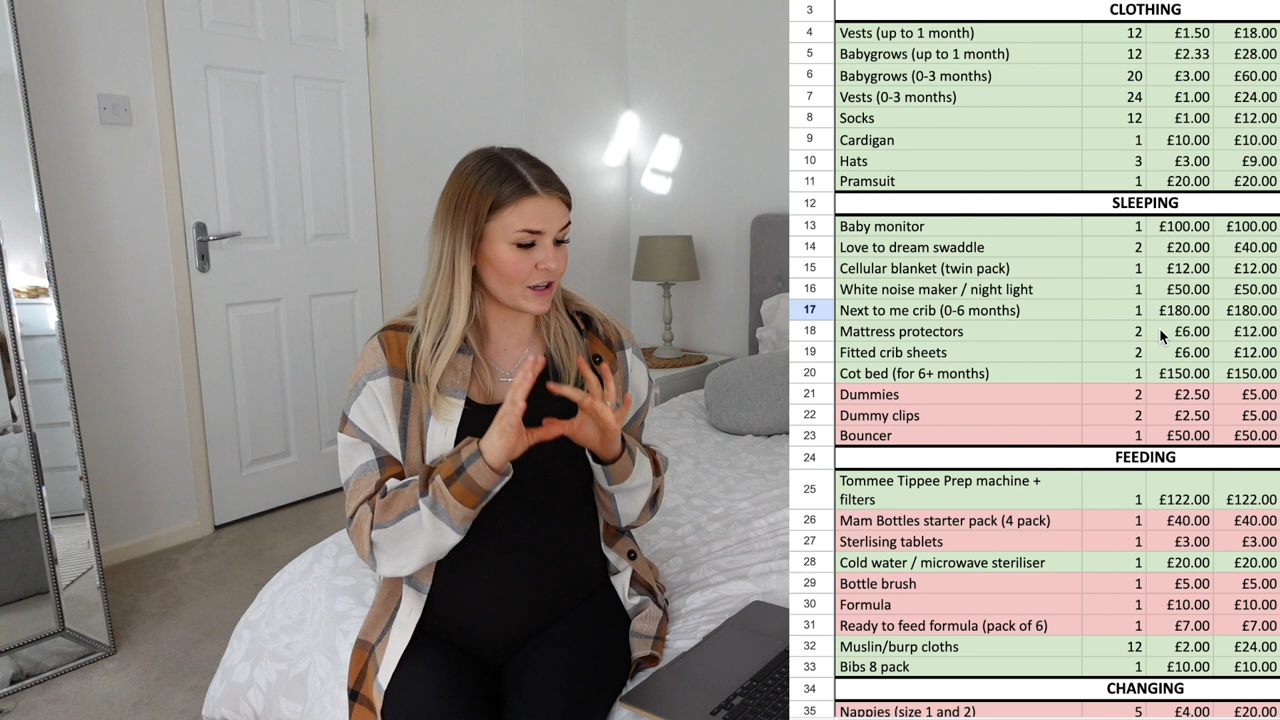 3 CLOTHING
4 Vests (up to 1 month) 12 £1.50 £18.00
5 Babygrows (up to 1 month) 12 £2.33 £28.00
6 Babygrows (0-3 months) 20 £3.00 £60.00
7 Vests (0-3 months) 24 £1.00 £24.00
8 Socks 12 £1.00 £12.00
9 Cardigan 1 £10.00 £10.00
10 Hats 3 £3.00 £9.00
11 Pramsuit 1 £20.00 £20.00
12 SLEEPING
13 Baby monitor 1 £100.00 £100.00
14 Love to dream swaddle 2 £20.00 £40.00
15 Cellular blanket (twin pack) 1 £12.00 £12.00
16 White noise maker / night light 1 £50.00 £50.00
17 Next to me crib (0-6 months) 1 £180.00 £180.00
18 Mattress protectors 2 £6.00 £12.00
19 Fitted crib sheets 2 £6.00 £12.00
20 Cot bed (for 6+ months) 1 £150.00 £150.00
21 Dummies 2 £2.50 £5.00
22 Dummy clips 2 £2.50 £5.00
23 Bouncer 1 £50.00 £50.00
24 FEEDING
Tommee Tippee Prep machine +
25 filters 1 £122.00 £122.00
26 Mam Bottles starter pack (4 pack) 1 £40.00 £40.00
27 Sterlising tablets 1 £3.00 £3.00
28 Cold water / microwave steriliser 1 £20.00 £20.00
29 Bottle brush 1 £5.00 £5.00
30 Formula 1 £10.00 £10.00
31 Ready to feed formula (pack of 6) 1 £7.00 £7.00
32 Muslin/burp cloths 12 £2.00 £24.00
33 Bibs 8 pack 1 £10.00 £10.00
34 CHANGING
35 Nappies (size 1 and 2) 5 £4.00 £20.00